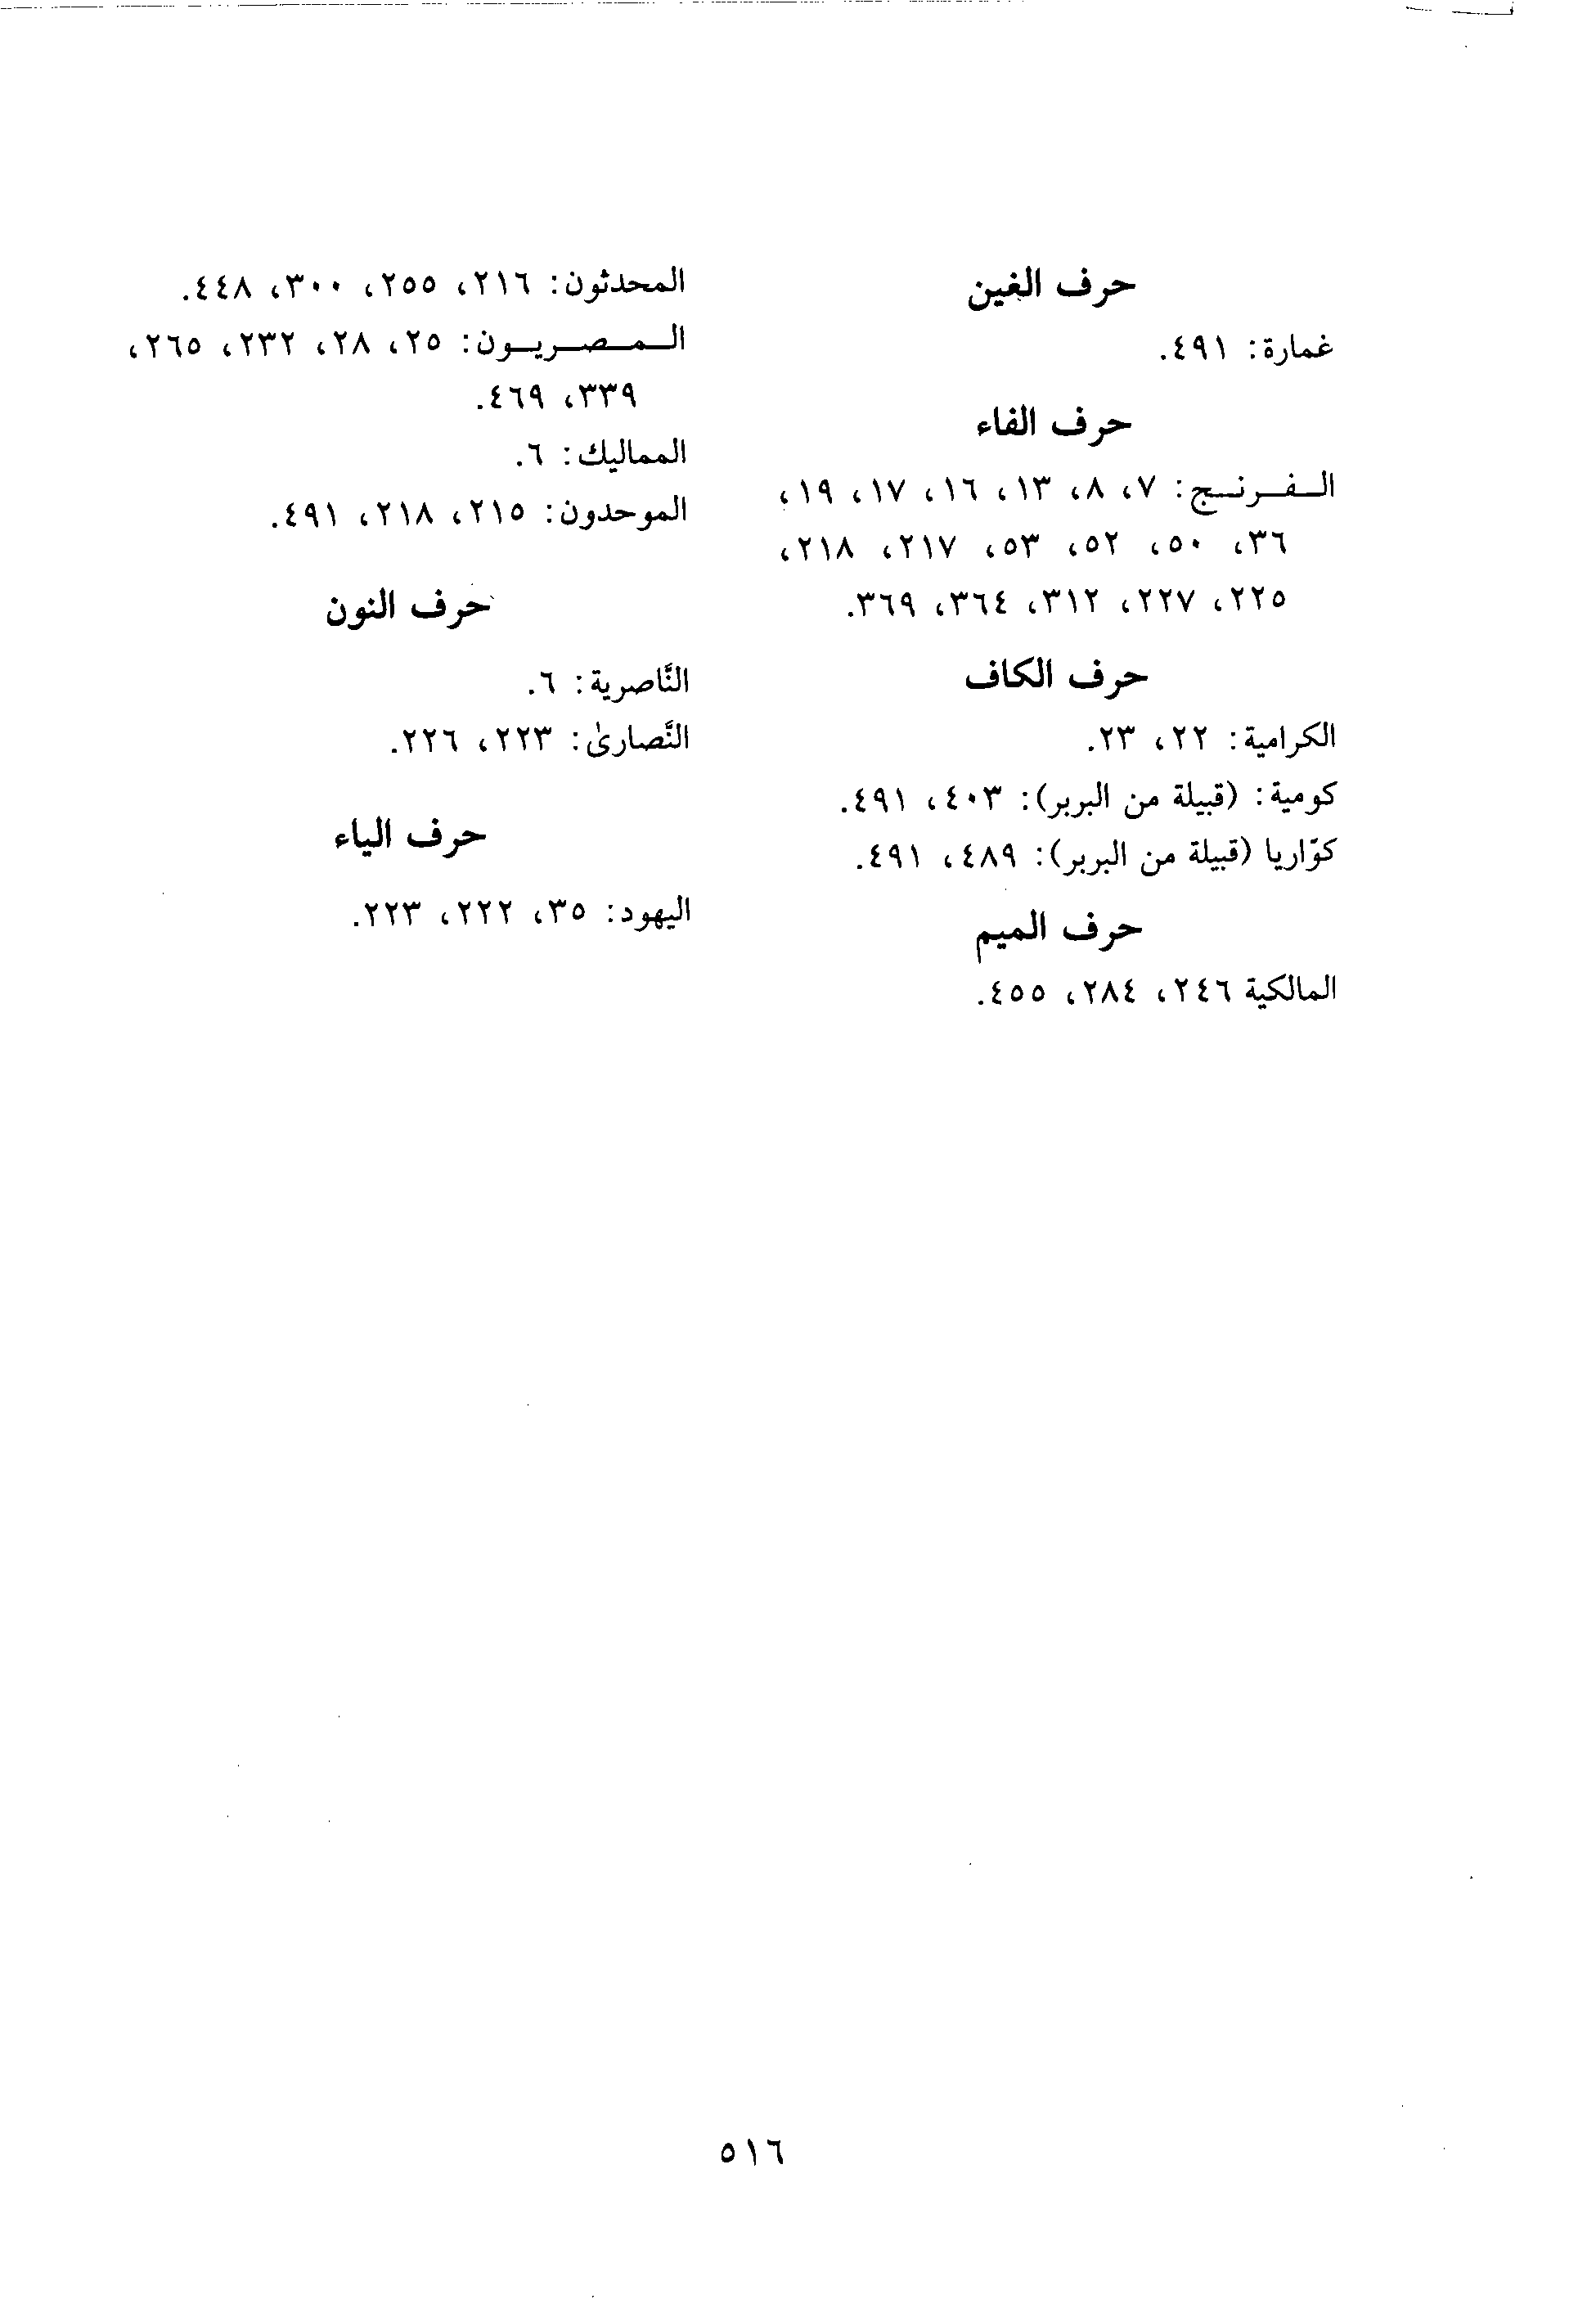 حرف الغين
غمارة: ٤٩١.
حرف الفاء
الفرنج: ٧، ٨، ١٣، ١٦، ١٧، ١٩،
٣٦، ٥٠، ٥٢، ٥٣، ٢١٧، ٢١٨،
٢٢٥، ٢٢٧، ٣١٢، ٣٦٤، ٣٦٩.
حرف الكاف
الكرامية: ٢٢، ٢٣.
كومية: (قبيلة من البربر): ٤٠٣، ٤٩١.
كوّاريا (قبيلة من البربر): ٤٨٩، ٤٩١.
حرف الميم
المالكية ٢٤٦، ٢٨٤، ٤٥٥.
المحدثون: ٢١٦، ٢٥٥، ٣٠٠، ٤٤٨.
المصريون: ٢٥، ٢٨، ٢٣٢، ٢٦٥،
٣٣٩، ٤٦٩.
المماليك: ٦.
الموحدون: ٢١٥، ٢١٨، ٤٩١.
حرف النون
النَّاصرية: ٦.
النَّصارىٰ: ٢٢٣، ٢٢٦.
حرف الياء
اليهود: ٣٥، ٢٢٢، ٢٢٣.
٥١٦